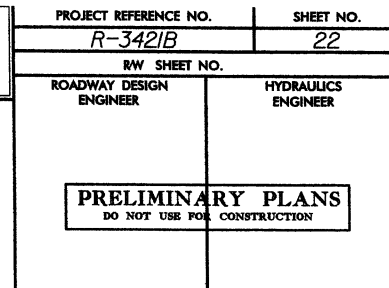 PROJECT REFERENCE NO. SHEET NO.
R-3421B 22
R/W SHEET NO.
ROADWAY DESIGN ENGINEER
HYDRAULICS ENGINEER
PRELIMINARY PLANS
DO NOT USE FOR CONSTRUCTION